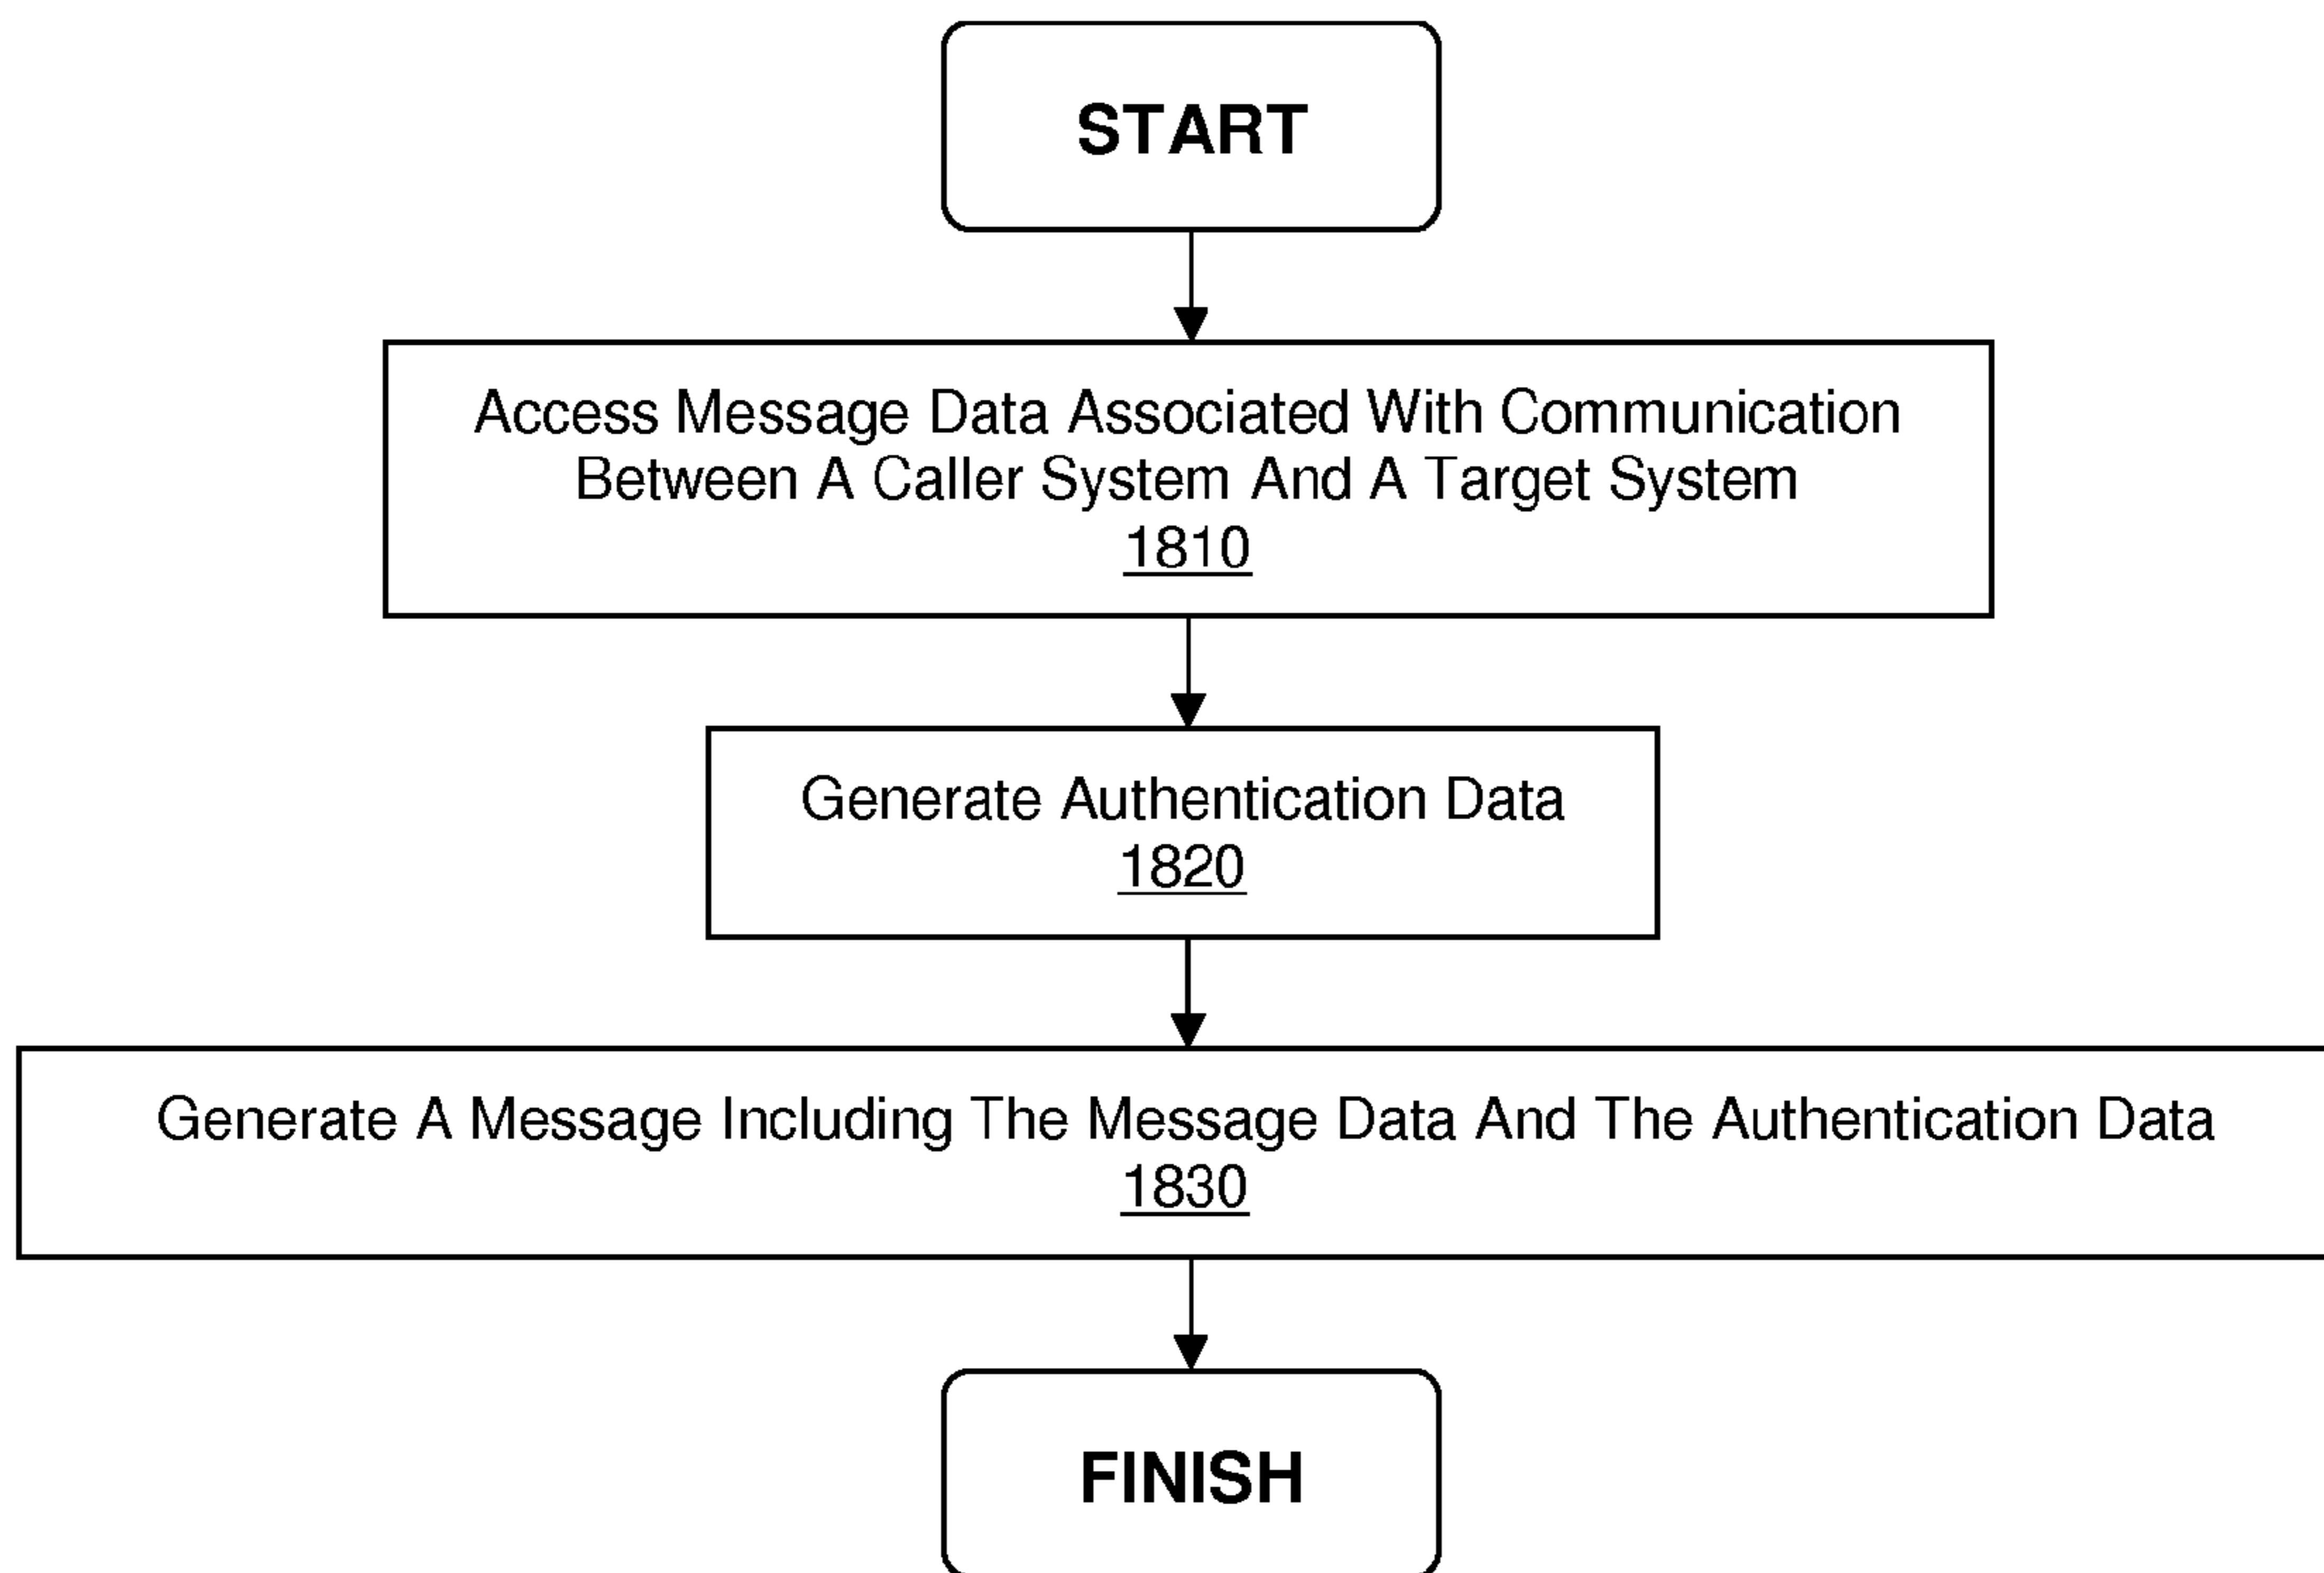 START
Access Message Data Associated With Communication
Between A Caller System And A Target System
1810
Generate Authentication Data
1820
Generate A Message Including The Message Data And The Authentication Data
1830
FINISH